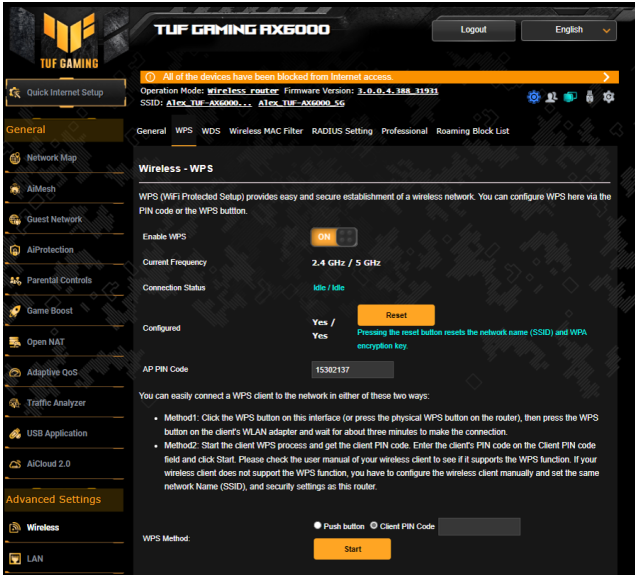 TUF GAMING AX6000
Logout
English
TUF GAMING
All of the devices have been blocked from Internet access.
Quick Internet Setup
Operation Mode: Wireless router Firmware Version: 3.0.0.4.388_31931
SSID: Alex_TUF-AX6000... Alex_TUF-AX6000_5G
General
General WPS WDS Wireless MAC Filter RADIUS Setting Professional Roaming Block List
Network Map
AiMesh
Guest Network
AiProtection
Parental Controls
Game Boost
Open NAT
Adaptive QoS
Traffic Analyzer
USB Application
AiCloud 2.0
Advanced Settings
Wireless
LAN
Wireless - WPS
WPS (WiFi Protected Setup) provides easy and secure establishment of a wireless network. You can configure WPS here via the
PIN code or the WPS buttton.
Enable WPS
ON
Current Frequency
2.4 GHz / 5 GHz
Connection Status
Idle / Idle
Configured
Yes /
Yes
Reset
Pressing the reset button resets the network name (SSID) and WPA
encryption key.
AP PIN Code
15302137
You can easily connect a WPS client to the network in either of these two ways:
• Method1: Click the WPS button on this interface (or press the physical WPS button on the router), then press the WPS
button on the client's WLAN adapter and wait for about three minutes to make the connection.
• Method2: Start the client WPS process and get the client PIN code. Enter the client's PIN code on the Client PIN code
field and click Start. Please check the user manual of your wireless client to see if it supports the WPS function. If your
wireless client does not support the WPS function, you have to configure the wireless client manually and set the same
network Name (SSID), and security settings as this router.
WPS Method:
Push button Client PIN Code
Start